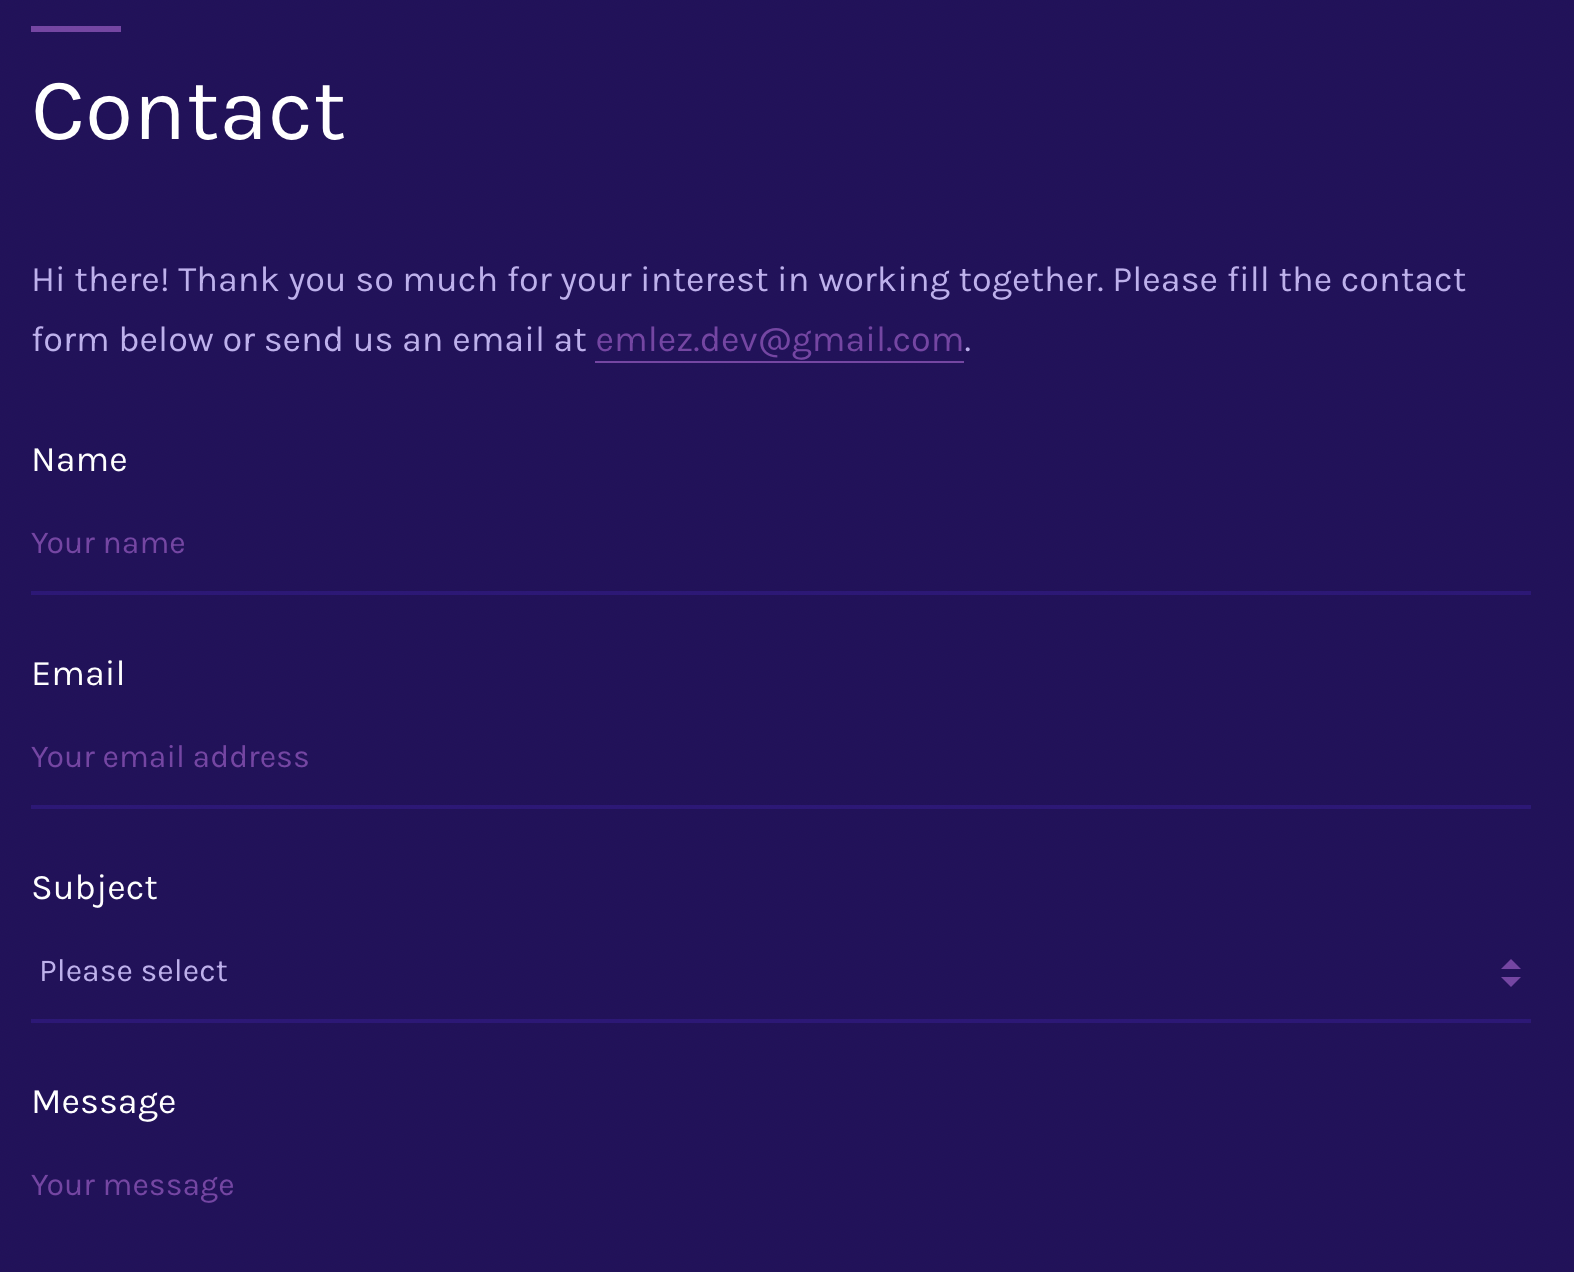 Contact
Hi there! Thank you so much for your interest in working together. Please fill the contact
form below or send us an email at emlez.dev@gmail.com.
Name
Your name
Email
Your email address
Subject
Please select
Message
Your message